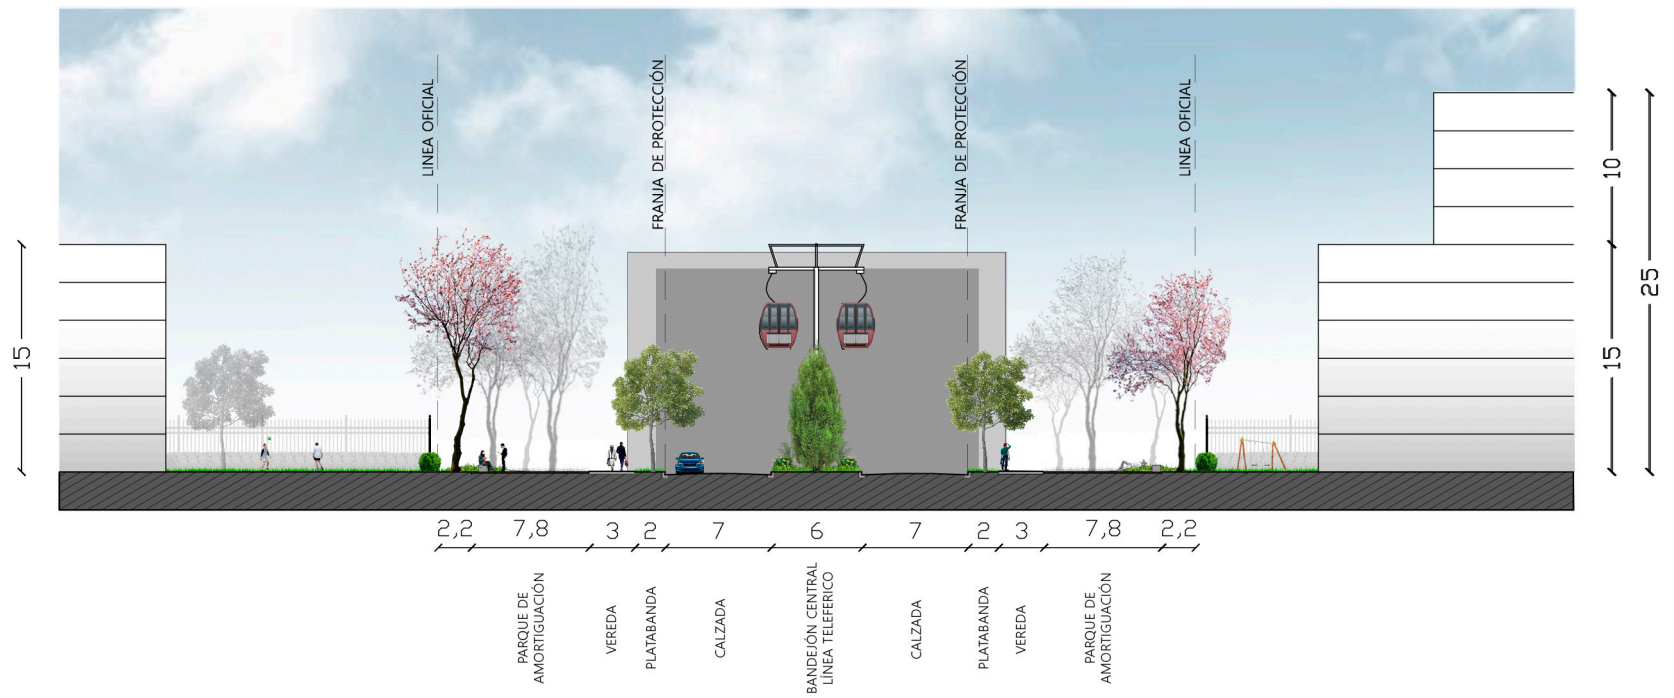 LINEA OFICIAL
FRANJA DE PROTECCIÓN
FRANJA DE PROTECCIÓN
LINEA OFICIAL
15
10
15
25
2,2
7,8
3
2
7
6
7
2
3
7,8
2,2
PARQUE DE
AMORTIGUACIÓN
VEREDA
PLATABANDA
CALZADA
BANDEJÓN CENTRAL
LÍNEA TELEFERICO
CALZADA
PLATABANDA
VEREDA
PARQUE DE
AMORTIGUACIÓN